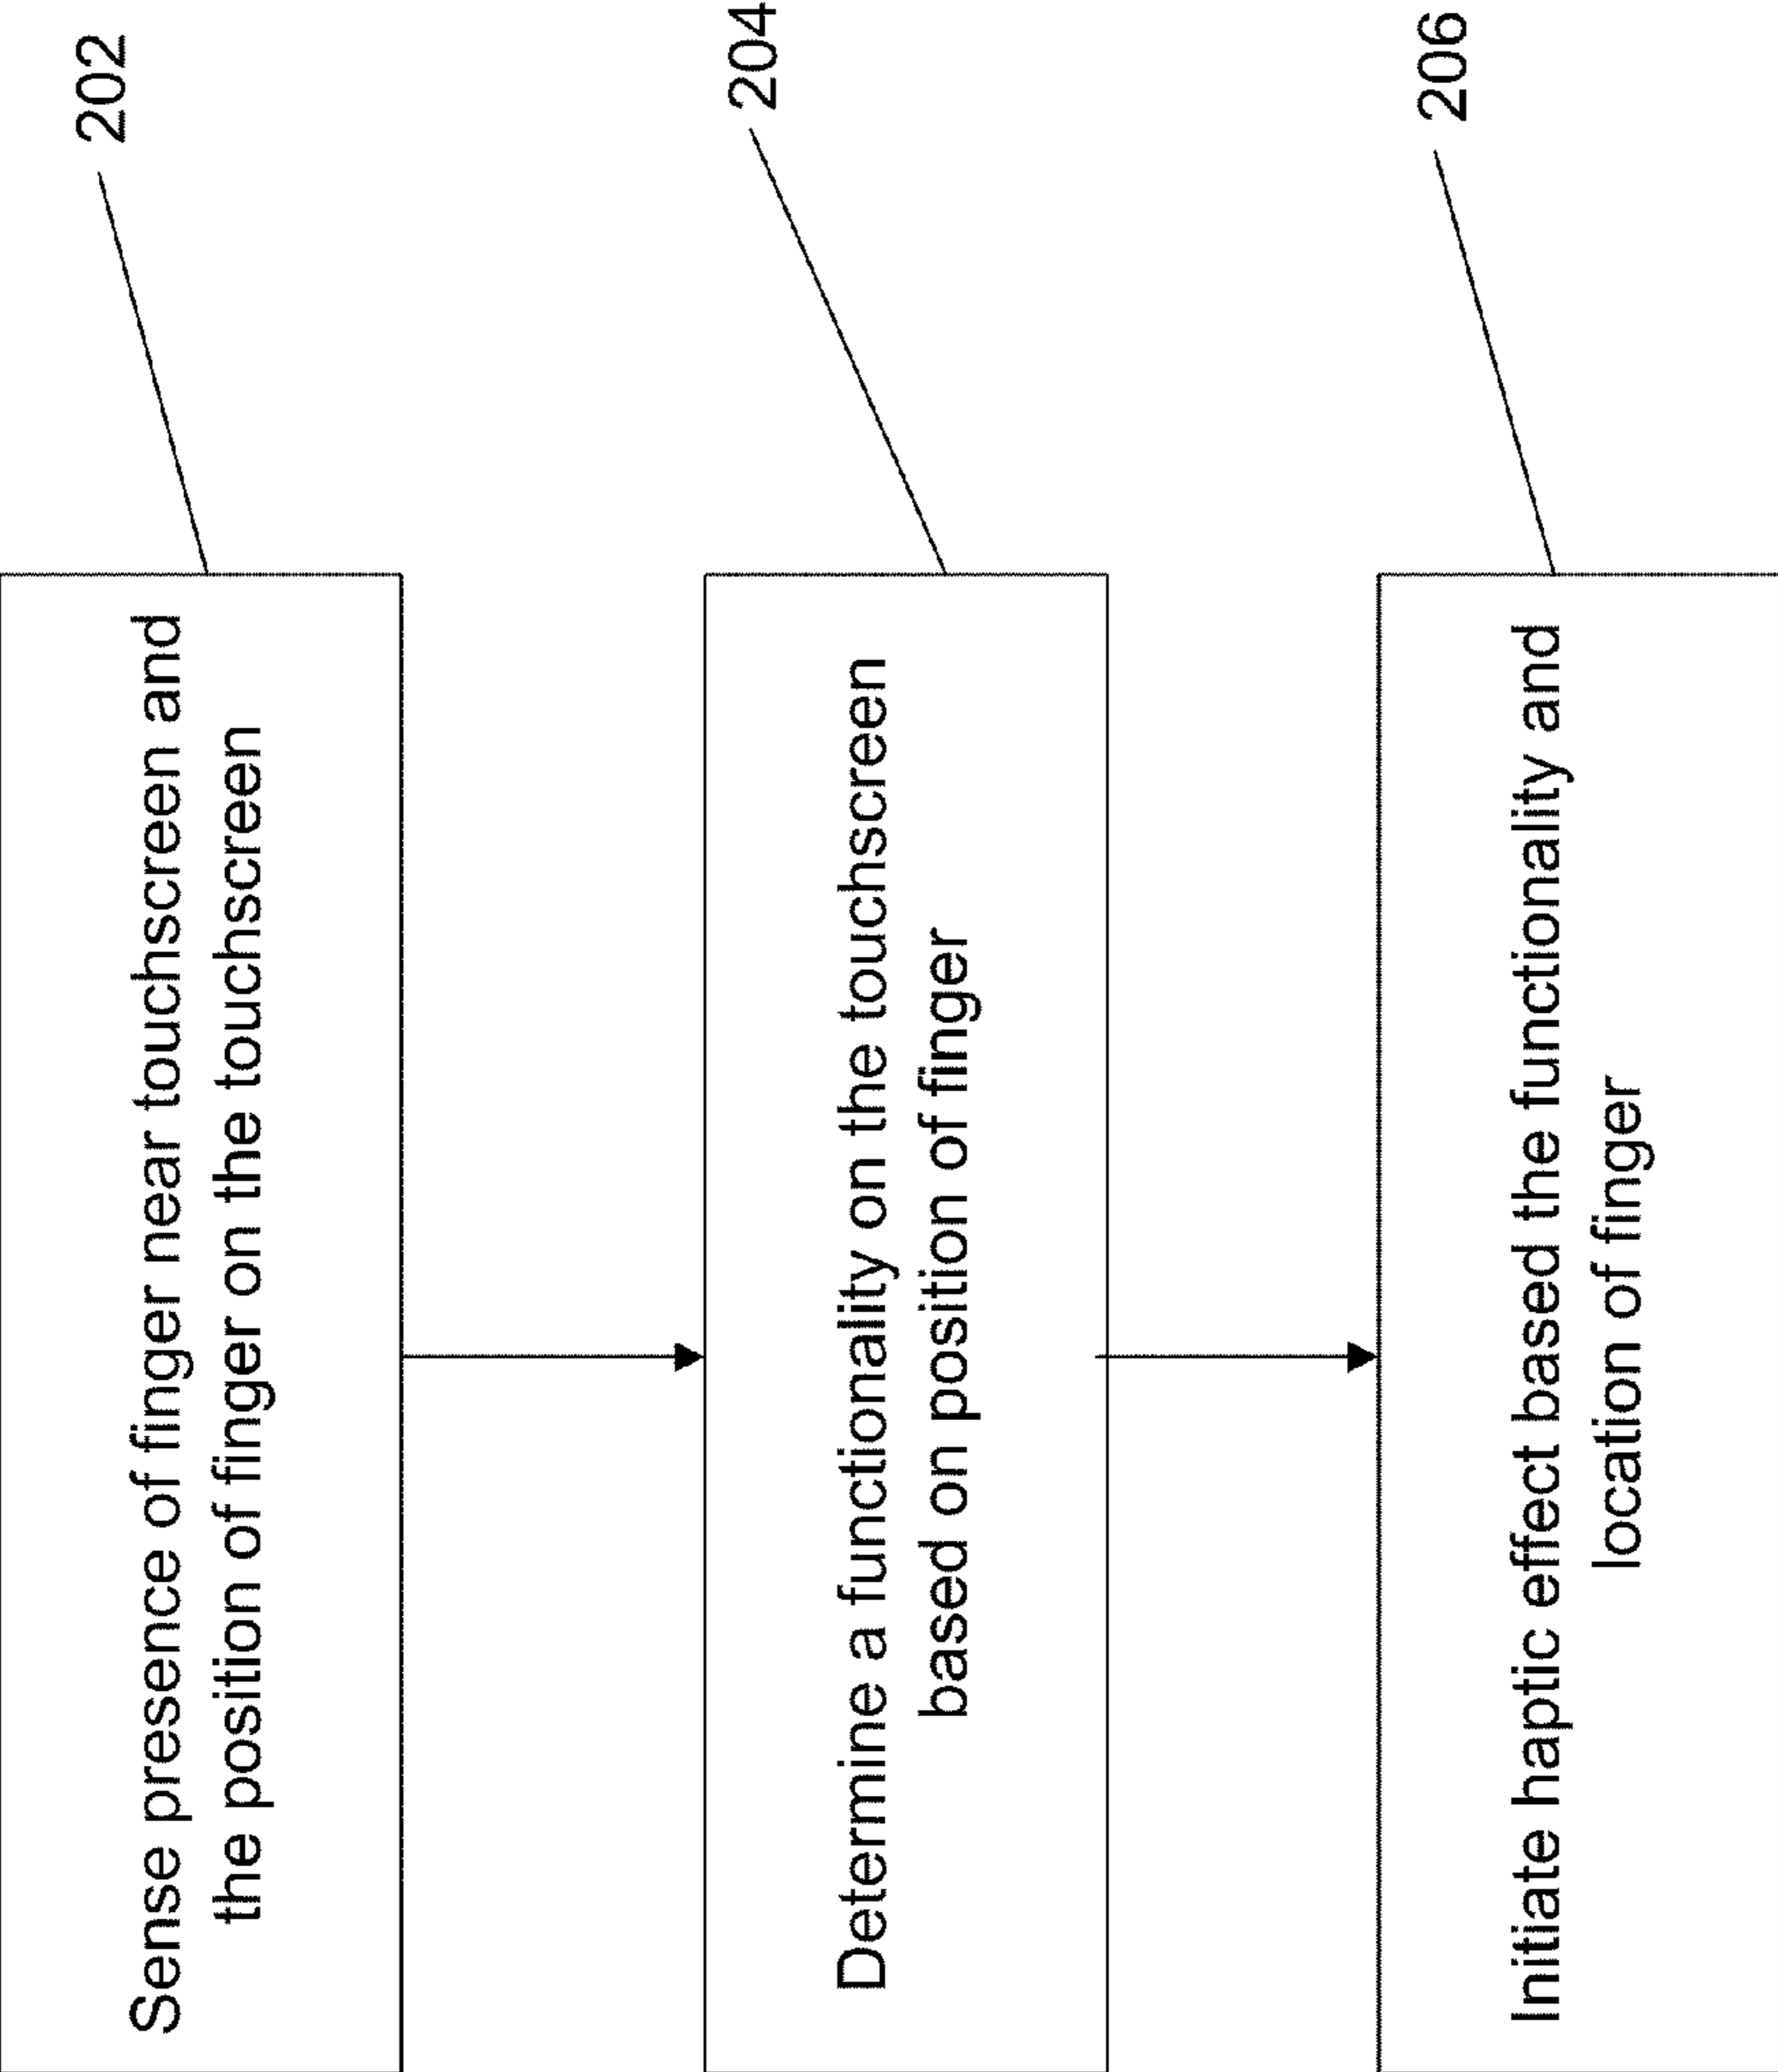 Sense presence of finger near touchscreen and
the position of finger on the touchscreen
202
Determine a functionality on the touchscreen
based on position of finger
204
Initiate haptic effect based the functionality and
location of finger
206